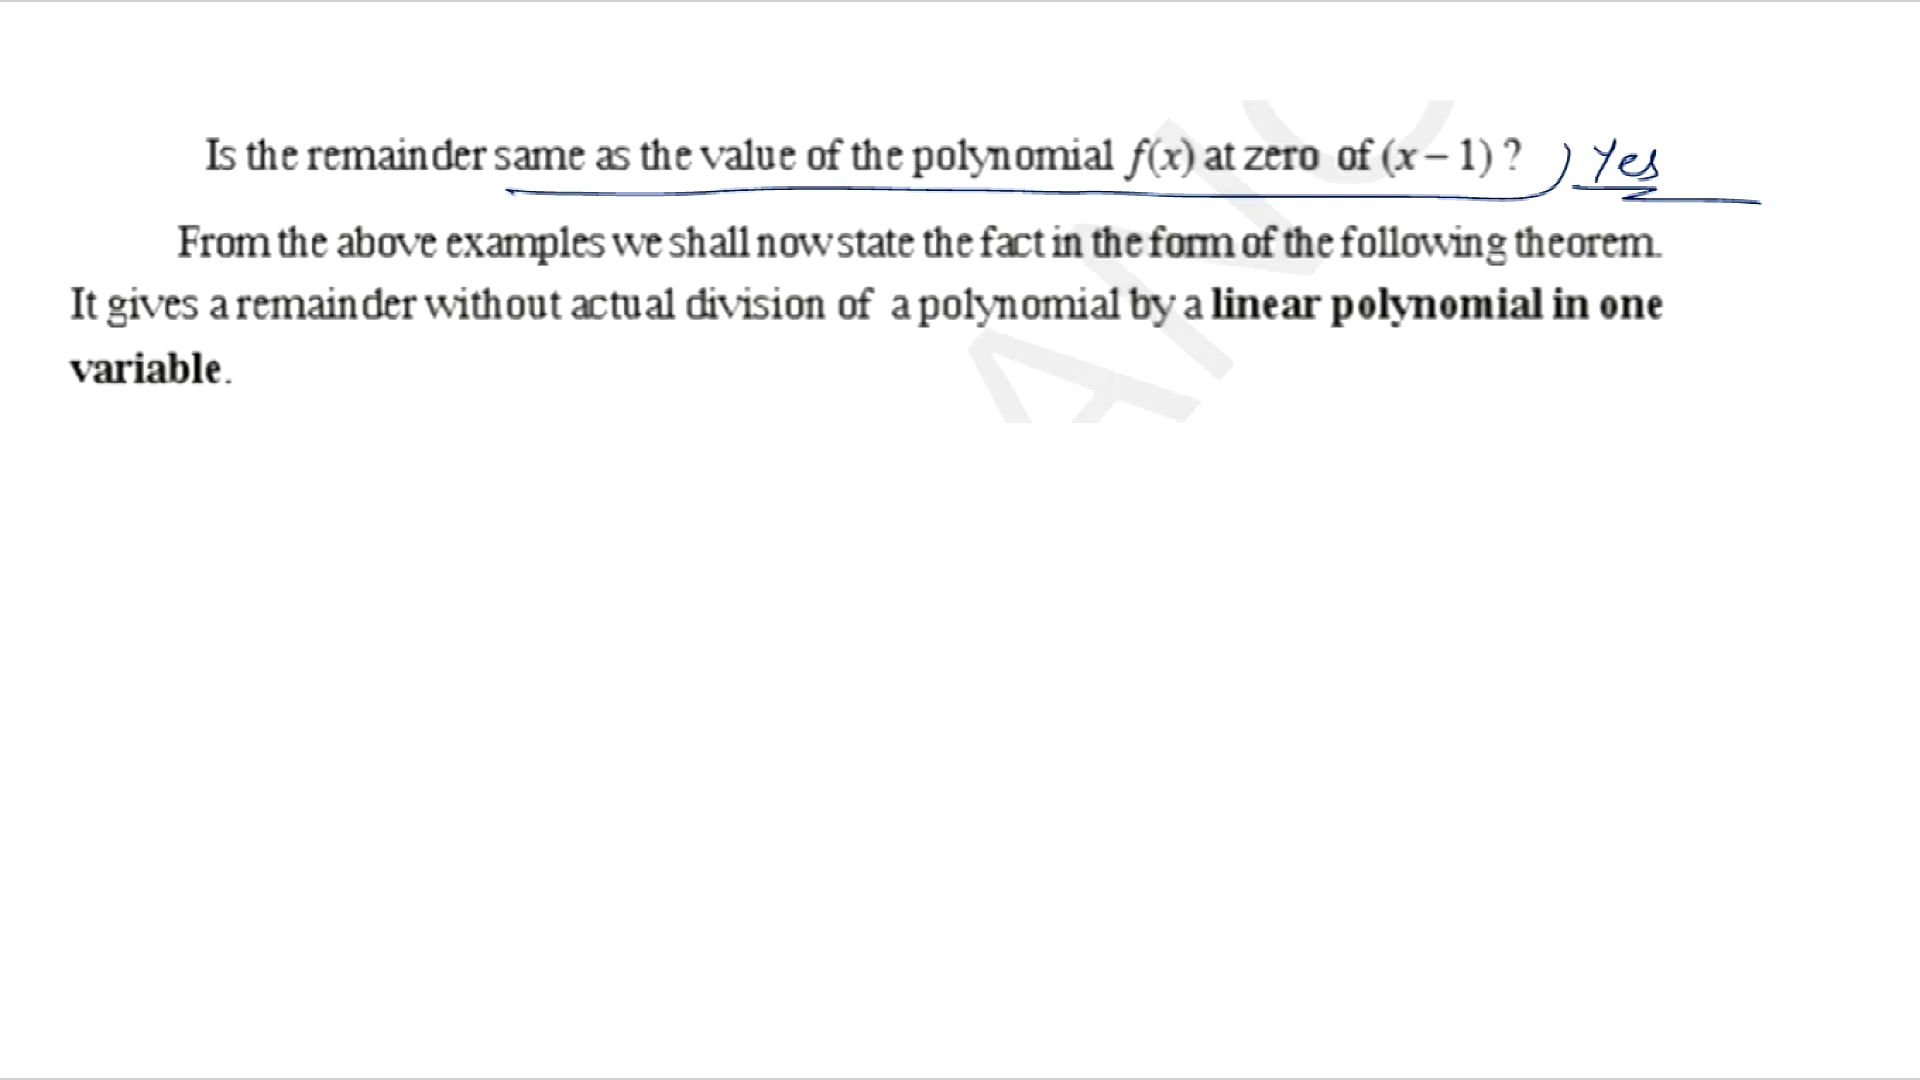 Is the remainder same as the value of the polynomial f(x) at zero of (x – 1) ? ) Yes
From the above examples we shall now state the fact in the form of the following theorem.
It gives a remainder without actual division of a polynomial by a linear polynomial in one
variable.